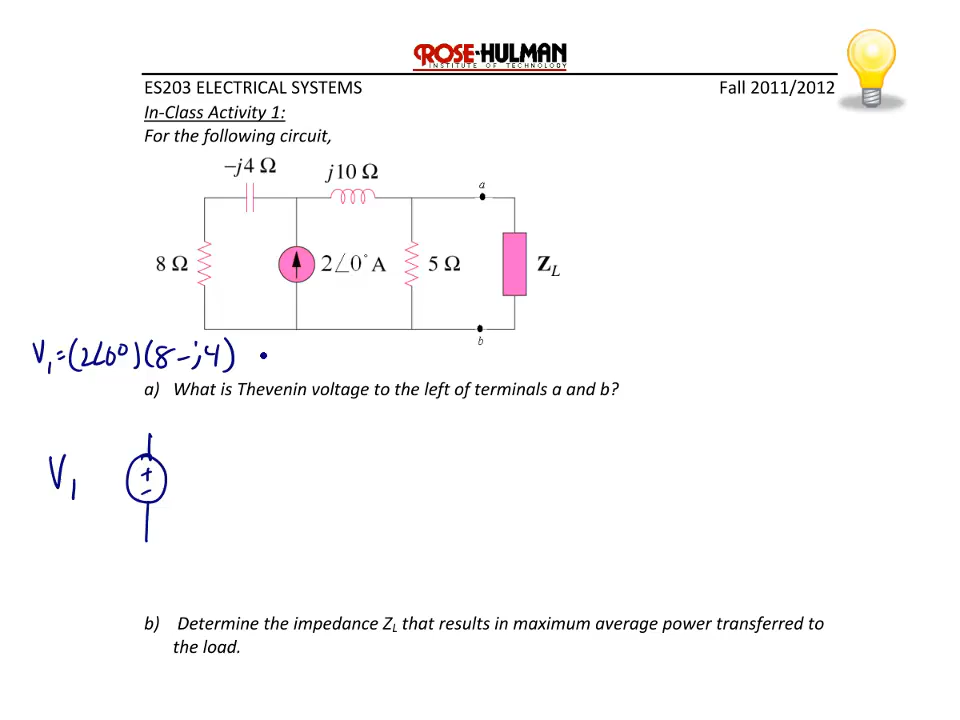 ROSE-HULMAN
INSTITUTE OF TECHNOLOGY
ES203 ELECTRICAL SYSTEMS Fall 2011/2012
In-Class Activity 1:
For the following circuit,
−j4 Ω
j10 Ω
a
8 Ω
2∠0° A
5 Ω
Z_L
b
V₁=(2∠0°)(8-j4)
a) What is Thevenin voltage to the left of terminals a and b?
V₁
+
−
b) Determine the impedance Z_L that results in maximum average power transferred to
the load.